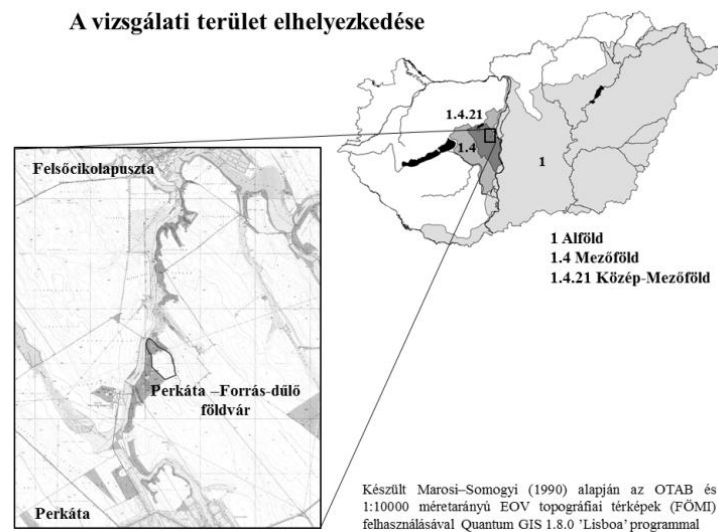 A vizsgálati terület elhelyezkedése
1.4.21
1.4
1
1 Alföld
1.4 Mezőföld
1.4.21 Közép-Mezőföld
Felsőcikolapuszta
Perkáta –Forrás-dűlő
földvár
Perkáta
Készült Marosi–Somogyi (1990) alapján az OTAB és
1:10000 méretarányú EOV topográfiai térképek (FÖMI)
felhasználásával Quantum GIS 1.8.0 'Lisboa' programmal